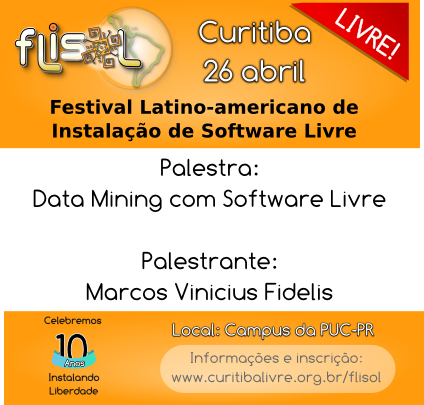 flisol
Curitiba
26 abril
LIVRE!
Festival Latino-americano de
Instalação de Software Livre
Palestra:
Data Mining com Software Livre
Palestrante:
Marcos Vinicius Fidelis
Celebremos
10
Anos
Instalando
Liberdade
Local: Campus da PUC-PR
Informações e inscrição:
www.curitibalivre.org.br/flisol